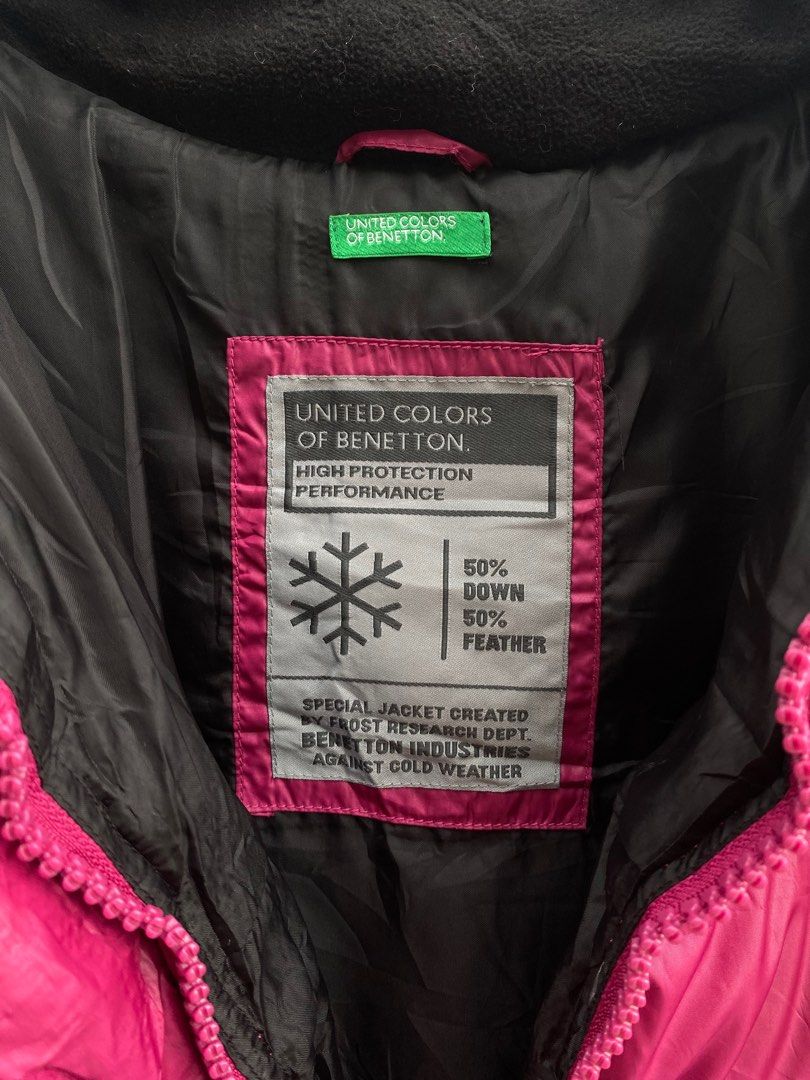 UNITED COLORS
OF BENETTON.
UNITED COLORS
OF BENETTON.
HIGH PROTECTION
PERFORMANCE
50%
DOWN
50%
FEATHER
SPECIAL JACKET CREATED
BY FROST RESEARCH DEPT.
BENETTON INDUSTRIES
AGAINST COLD WEATHER